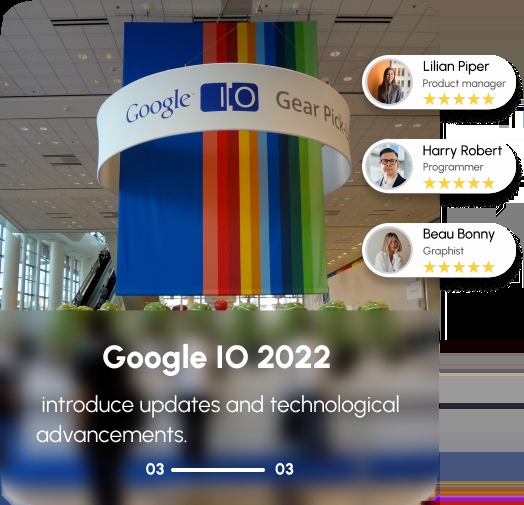 Google I/O Gear Pick-
Lilian Piper
Product manager
Harry Robert
Programmer
Beau Bonny
Graphist
Google IO 2022
introduce updates and technological
advancements.
03 03